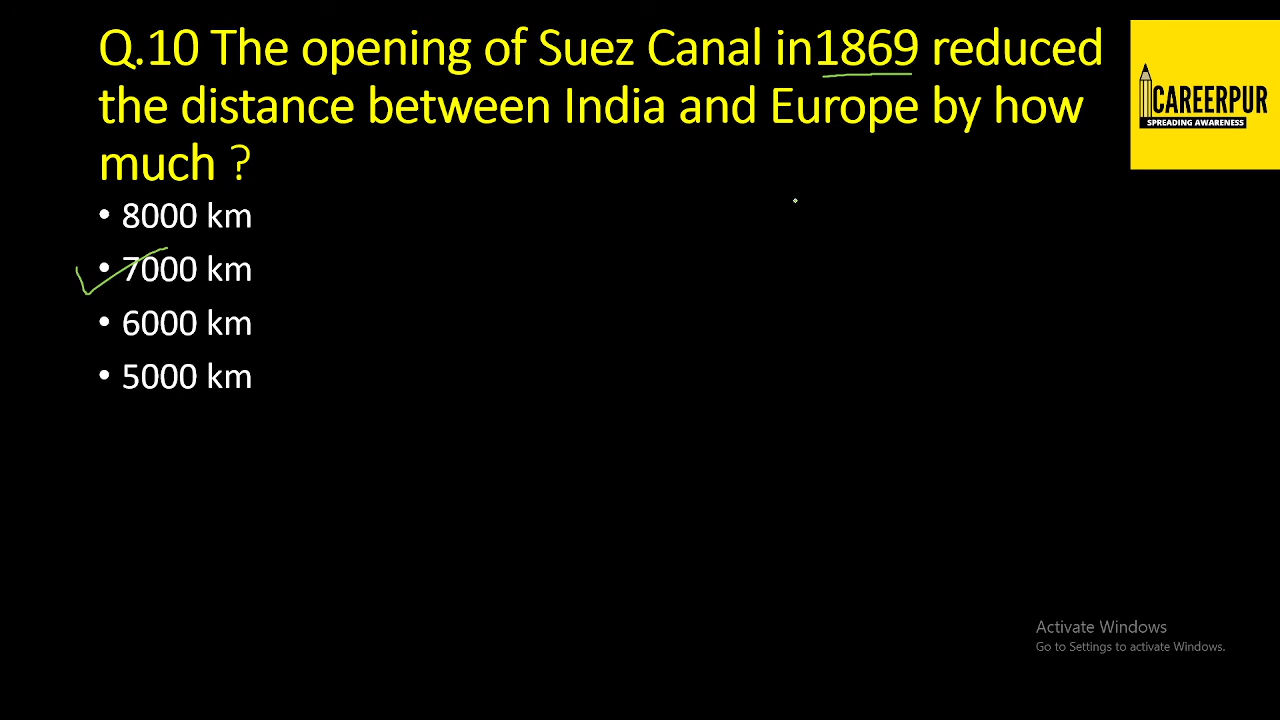 Q.10 The opening of Suez Canal in1869 reduced
the distance between India and Europe by how
much ?
• 8000 km
• 7000 km
• 6000 km
• 5000 km
CAREERPUR
SPREADING AWARENESS
Activate Windows
Go to Settings to activate Windows.